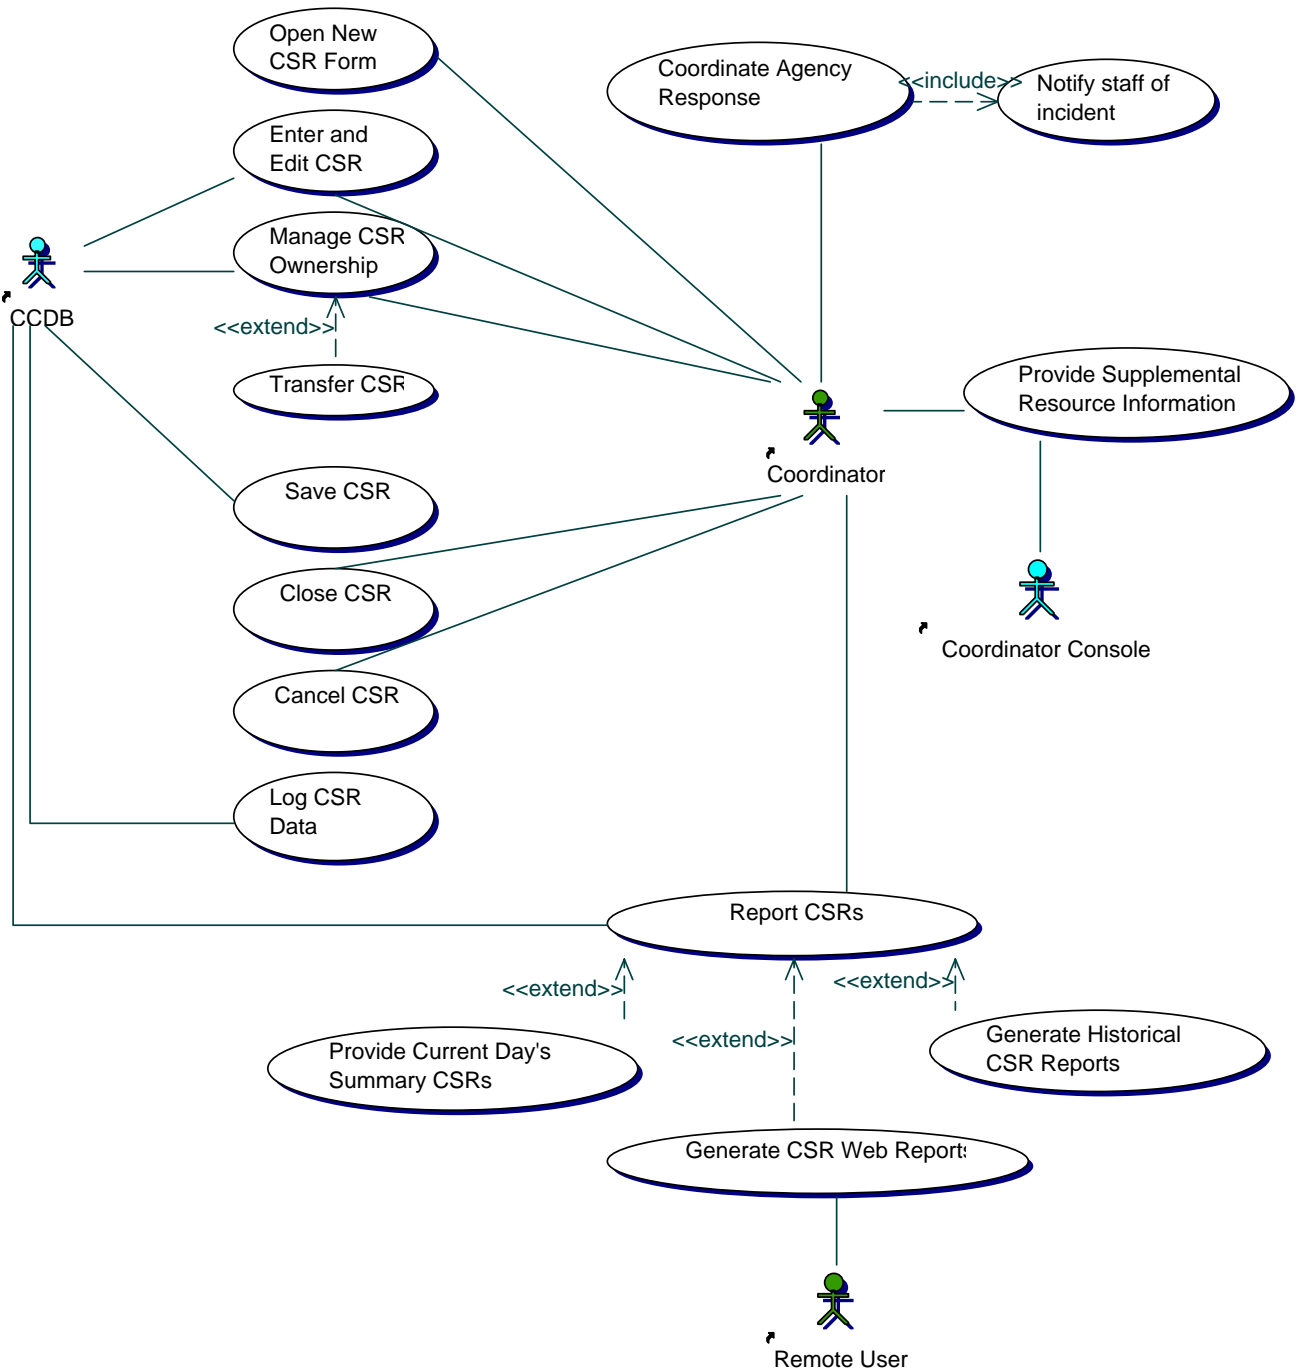 Open New
CSR Form
Coordinate Agency
Response
<<include>>
Notify staff of
incident
Enter and
Edit CSR
Manage CSR
Ownership
CCDB
<<extend>>
Transfer CSR
Provide Supplemental
Resource Information
Coordinator
Save CSR
Close CSR
Coordinator Console
Cancel CSR
Log CSR
Data
Report CSRs
<<extend>>
<<extend>>
<<extend>>
Provide Current Day's
Summary CSRs
Generate Historical
CSR Reports
Generate CSR Web Reports
Remote User